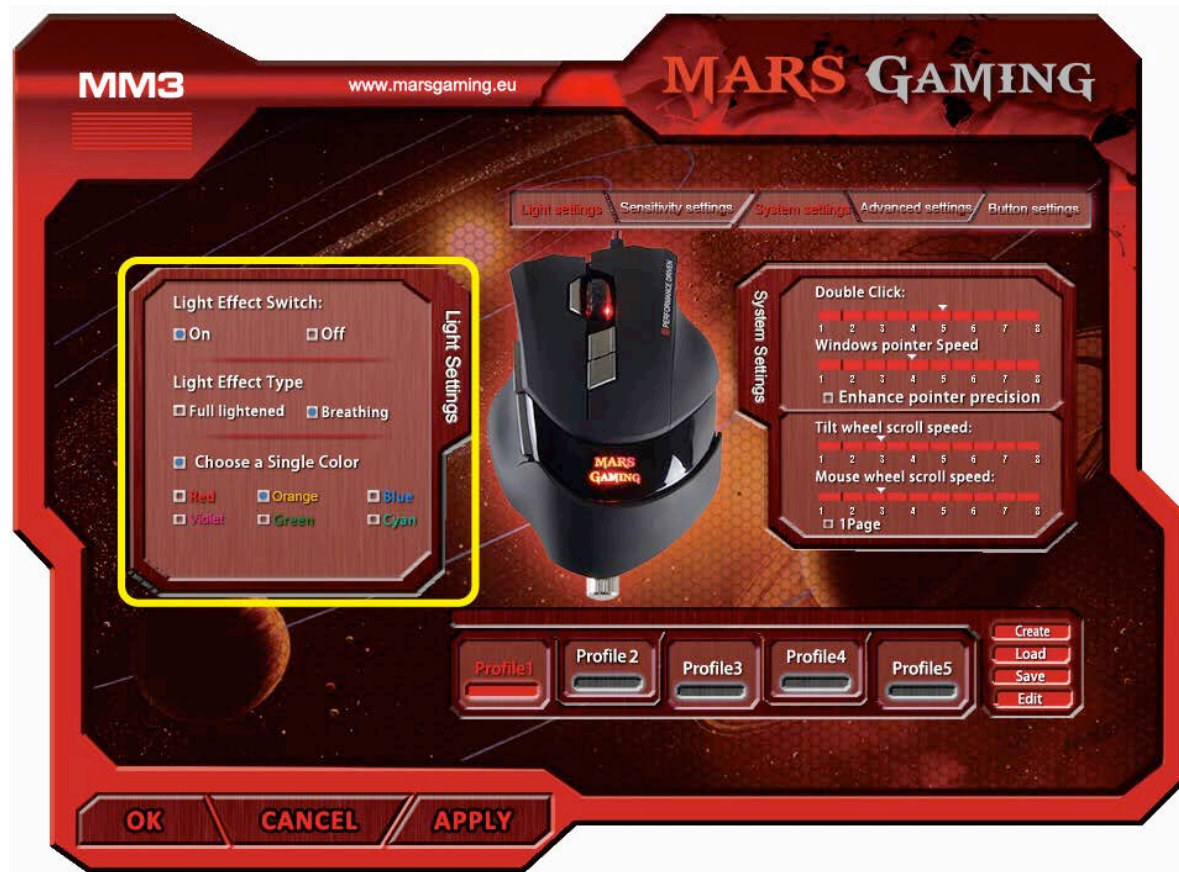 MM3
www.marsgaming.eu
MARS GAMING
Light settings
Sensitivity settings
System settings
Advanced settings
Button settings
Light Settings
Light Effect Switch:
On Off
Light Effect Type
Full lightened Breathing
Choose a Single Color
Red Orange Blue
Violet Green Cyan
PERFORMANCE DRIVEN
MARS
GAMING
System Settings
Double Click:
1 2 3 4 5 6 7 8
Windows pointer Speed
1 2 3 4 5 6 7 8
Enhance pointer precision
Tilt wheel scroll speed:
1 2 3 4 5 6 7 8
Mouse wheel scroll speed:
1 2 3 4 5 6 7 8
1Page
Profile1
Profile2
Profile3
Profile4
Profile5
Create
Load
Save
Edit
OK
CANCEL
APPLY